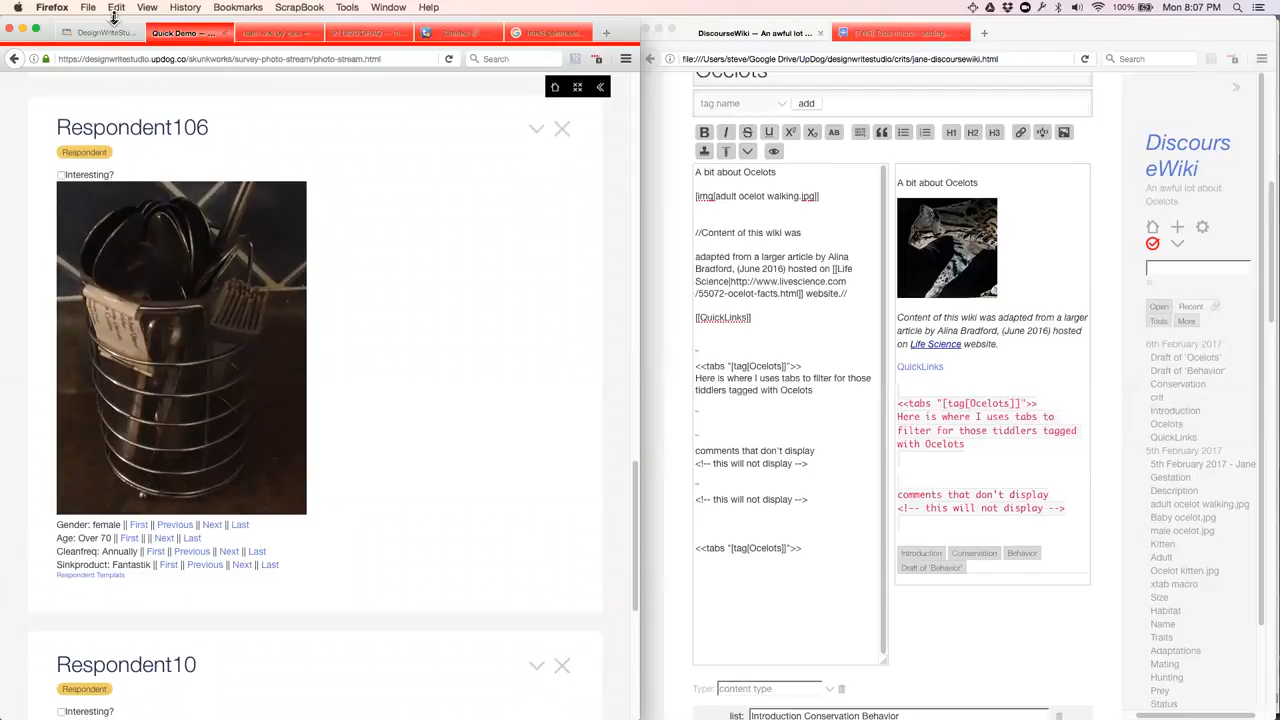 Firefox File Edit View History Bookmarks ScrapBook Tools Window Help
100% Mon 8:07 PM
DesignWriteStu...
Quick Demo — ...
DiscourseWiki — An awful lot ...
[TW5] Tabs macro - adding...
https://designwritestudio.updog.co/skunkworks/survey-photo-stream/photo-stream.html
Search
file:///Users/steve/Google Drive/UpDog/designwritestudio/crits/jane-discoursewiki.html
Search
Respondent106
Respondent
Interesting?
Gender: female || First || Previous || Next || Last
Age: Over 70 || First || Next || Last
Cleanfreq: Annually || First || Previous || Next || Last
Sinkproduct: Fantastik || First || Previous || Next || Last
Respondent Templats
Respondent10
Respondent
Interesting?
Ocelots
tag name
add
B I S U X² X₂ AB H1 H2 H3
A bit about Ocelots
[img[adult ocelot walking.jpg]]
//Content of this wiki was
adapted from a larger article by Alina
Bradford, (June 2016) hosted on [[Life
Science|http://www.livescience.com
/55072-ocelot-facts.html]] website.//
[[QuickLinks]]
``
<<tabs "[tag[Ocelots]]">>
Here is where I uses tabs to filter for those
tiddlers tagged with Ocelots
``
``
comments that don't display
<!-- this will not display -->
``
<!-- this will not display -->
<<tabs "[tag[Ocelots]]">>
A bit about Ocelots
Content of this wiki was adapted from a larger
article by Alina Bradford, (June 2016) hosted
on Life Science website.
QuickLinks
<<tabs "[tag[Ocelots]]">>
Here is where I uses tabs to
filter for those tiddlers tagged
with Ocelots
comments that don't display
<!-- this will not display -->
Introduction Conservation Behavior
Draft of 'Behavior'
Type: content type
list: Introduction Conservation Behavior
Discours
eWiki
An awful lot about
Ocelots
Open Recent
Tools More
6th February 2017
Draft of 'Ocelots'
Draft of 'Behavior'
Conservation
crit
Introduction
Ocelots
QuickLinks
5th February 2017
5th February 2017 - Jane
Gestation
Description
adult ocelot walking.jpg
Baby ocelot.jpg
male ocelot.jpg
Kitten
Adult
Ocelot kitten.jpg
xtab macro
Size
Habitat
Name
Traits
Adaptations
Mating
Hunting
Prey
Status